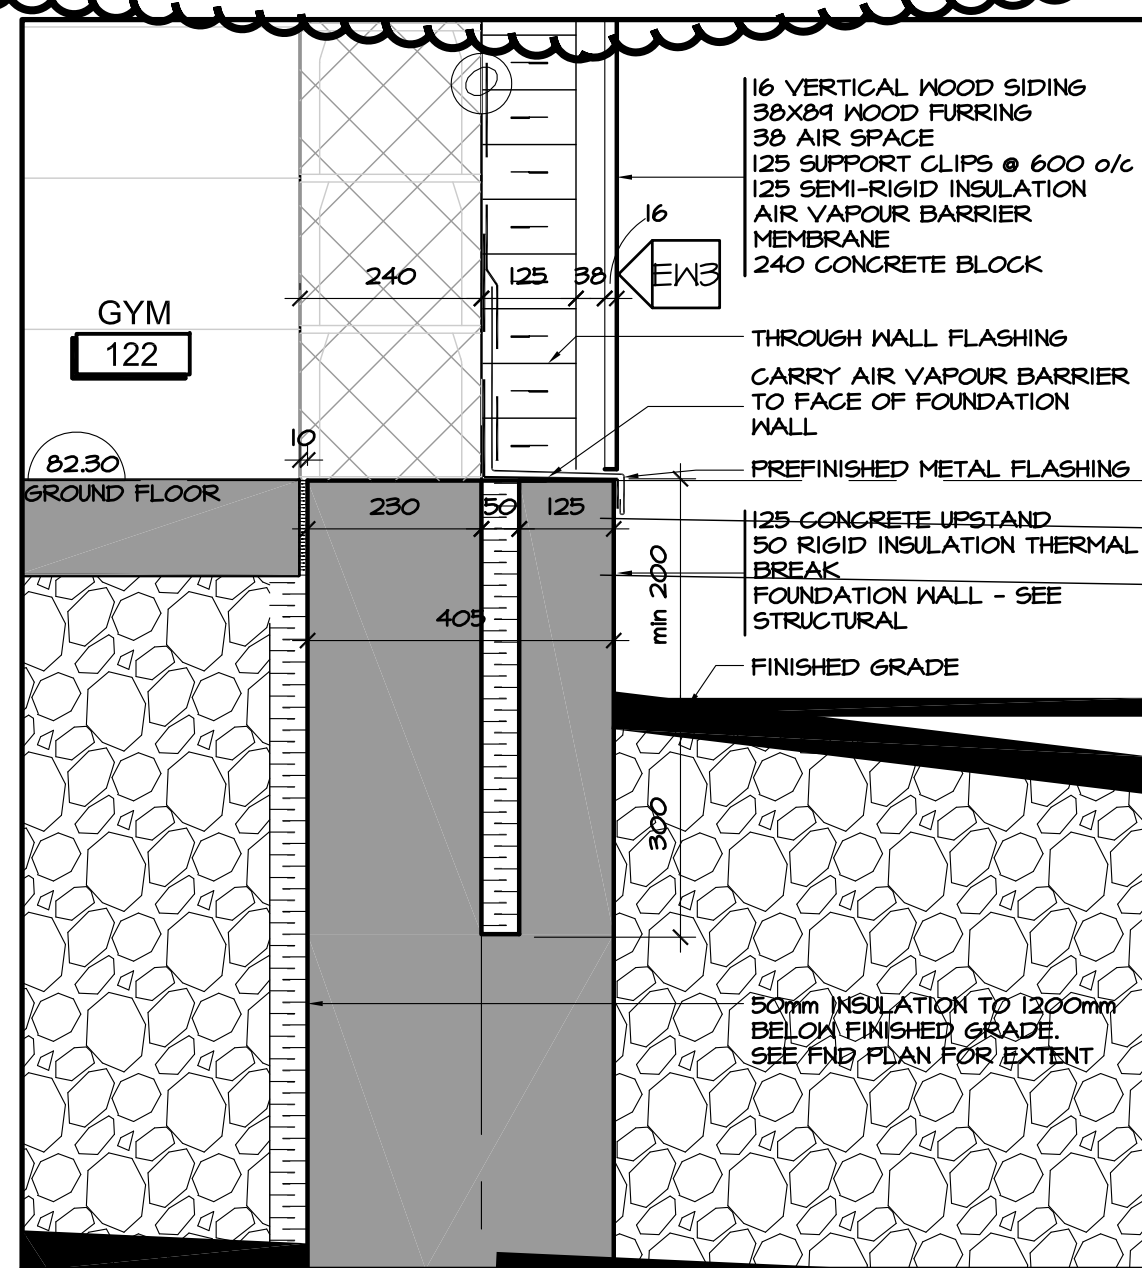 16 VERTICAL WOOD SIDING
38X89 WOOD FURRING
38 AIR SPACE
125 SUPPORT CLIPS @ 600 o/c
125 SEMI-RIGID INSULATION
AIR VAPOUR BARRIER
MEMBRANE
240 CONCRETE BLOCK
16
EW3
240
125
38
GYM
122
THROUGH WALL FLASHING
CARRY AIR VAPOUR BARRIER
TO FACE OF FOUNDATION
WALL
10
82.30
GROUND FLOOR
PREFINISHED METAL FLASHING
230
50
125
125 CONCRETE UPSTAND
50 RIGID INSULATION THERMAL
BREAK
FOUNDATION WALL - SEE
STRUCTURAL
min 200
405
FINISHED GRADE
300
50mm INSULATION TO 1200mm
BELOW FINISHED GRADE.
SEE FND PLAN FOR EXTENT